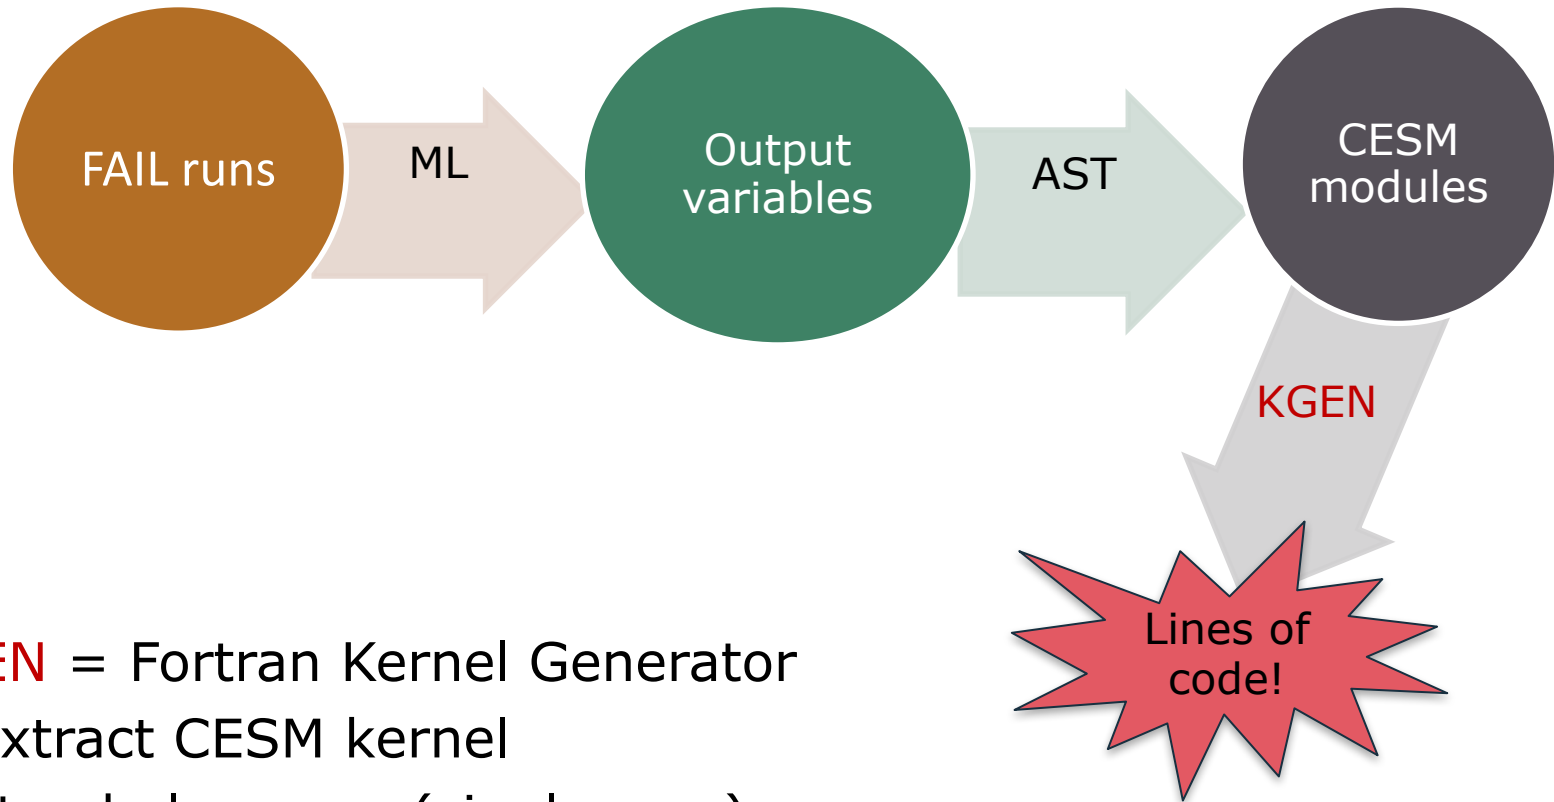 FAIL runs
ML
Output
variables
AST
CESM
modules
KGEN
Lines of
code!
EN = Fortran Kernel Generator
xtract CESM kernel